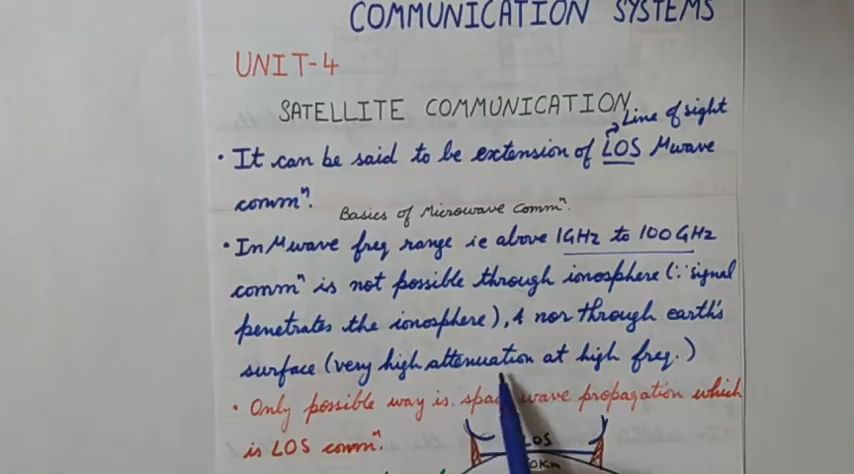 COMMUNICATION SYSTEMS
UNIT-4
SATELLITE COMMUNICATION
Line of sight
• It can be said to be extension of LOS μwave
commⁿ.
Basics of Microwave Commⁿ.
• In μwave freq range ie above 1GHz to 100GHz
commⁿ is not possible through ionosphere (∵ signal
penetrates the ionosphere), & nor through earth's
surface (very high attenuation at high freq.)
• Only possible way is wave propagation which
is LOS commⁿ.
LOS